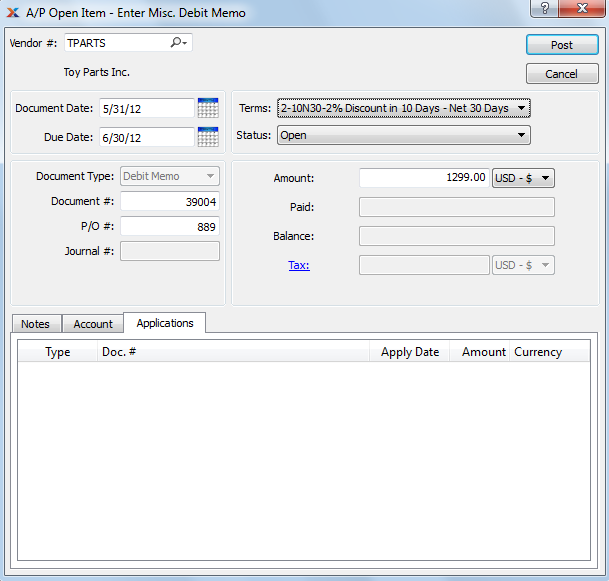 A/P Open Item - Enter Misc. Debit Memo
?
Vendor #: TPARTS
Post
Toy Parts Inc.
Cancel
Document Date: 5/31/12
Terms: 2-10N30-2% Discount in 10 Days - Net 30 Days
Due Date: 6/30/12
Status: Open
Document Type: Debit Memo
Amount: 1299.00 USD - $
Document #: 39004
Paid:
P/O #: 889
Balance:
Journal #:
Tax: USD - $
Notes Account Applications
Type Doc. # Apply Date Amount Currency